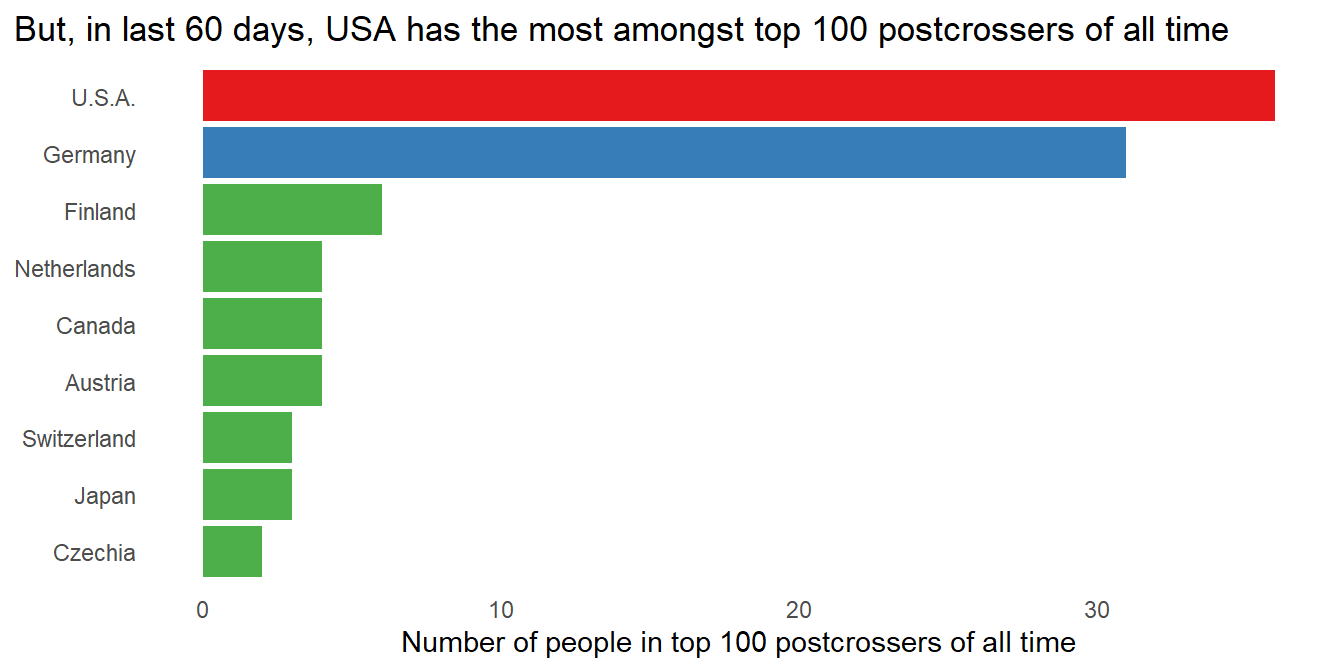 But, in last 60 days, USA has the most amongst top 100 postcrossers of all time
U.S.A.
Germany
Finland
Netherlands
Canada
Austria
Switzerland
Japan
Czechia
0 10 20 30
Number of people in top 100 postcrossers of all time